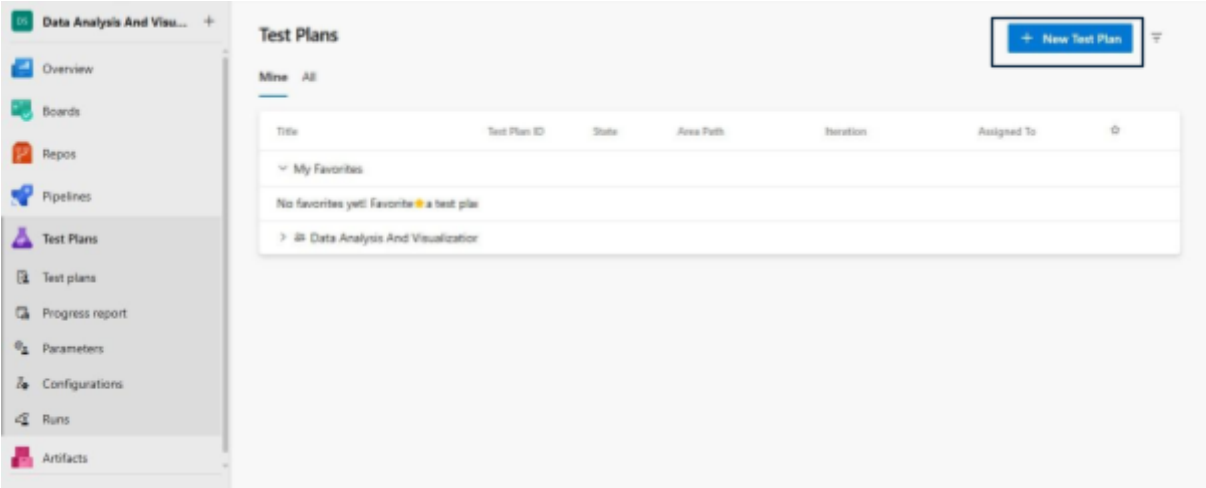 DS Data Analysis And Visu... +
Overview
Boards
Repos
Pipelines
Test Plans
Test plans
Progress report
Parameters
Configurations
Runs
Artifacts
Test Plans
+ New Test Plan
Mine All
Title Test Plan ID State Area Path Iteration Assigned To
My Favorites
No favorites yet! Favorite ⭐ a test plan
Data Analysis And Visualization